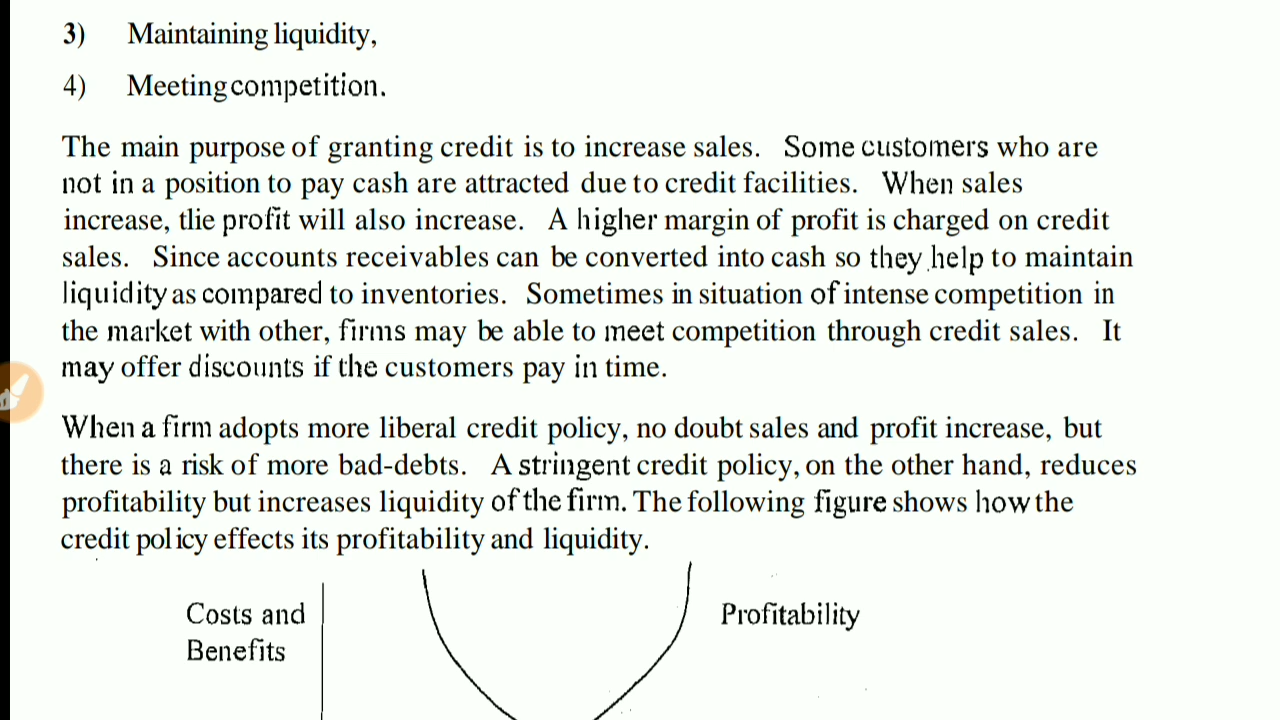 3) Maintaining liquidity,
4) Meeting competition.
The main purpose of granting credit is to increase sales. Some customers who are
not in a position to pay cash are attracted due to credit facilities. When sales
increase, tlie profit will also increase. A higher margin of profit is charged on credit
sales. Since accounts receivables can be converted into cash so they help to maintain
liquidity as compared to inventories. Sometimes in situation of intense competition in
the market with other, firms may be able to meet competition through credit sales. It
may offer discounts if the customers pay in time.
When a firm adopts more liberal credit policy, no doubt sales and profit increase, but
there is a risk of more bad-debts. A stringent credit policy, on the other hand, reduces
profitability but increases liquidity of the firm. The following figure shows how the
credit policy effects its profitability and liquidity.
Costs and
Benefits
Profitability